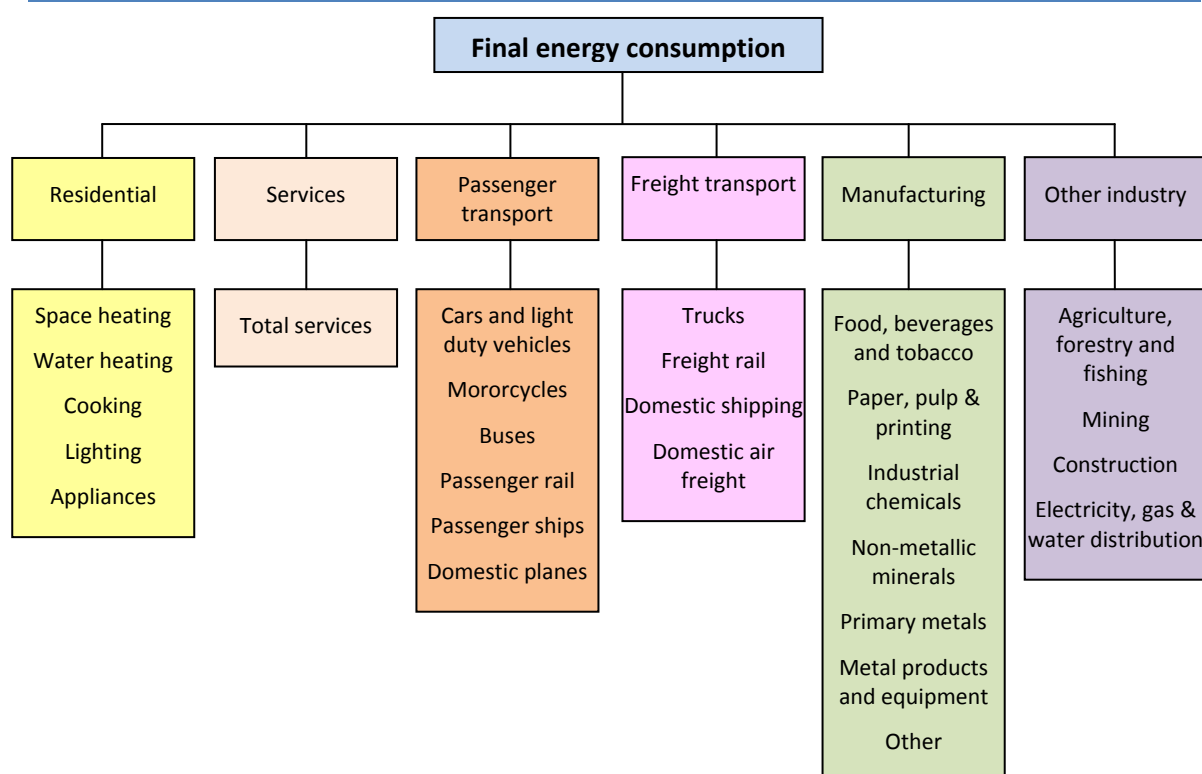 Final energy consumption
Residential
Services
Passenger
transport
Freight transport
Manufacturing
Other industry
Space heating
Water heating
Cooking
Lighting
Appliances
Total services
Cars and light
duty vehicles
Mororcycles
Buses
Passenger rail
Passenger ships
Domestic planes
Trucks
Freight rail
Domestic shipping
Domestic air
freight
Food, beverages
and tobacco
Paper, pulp &
printing
Industrial
chemicals
Non-metallic
minerals
Primary metals
Metal products
and equipment
Other
Agriculture,
forestry and
fishing
Mining
Construction
Electricity, gas &
water distribution